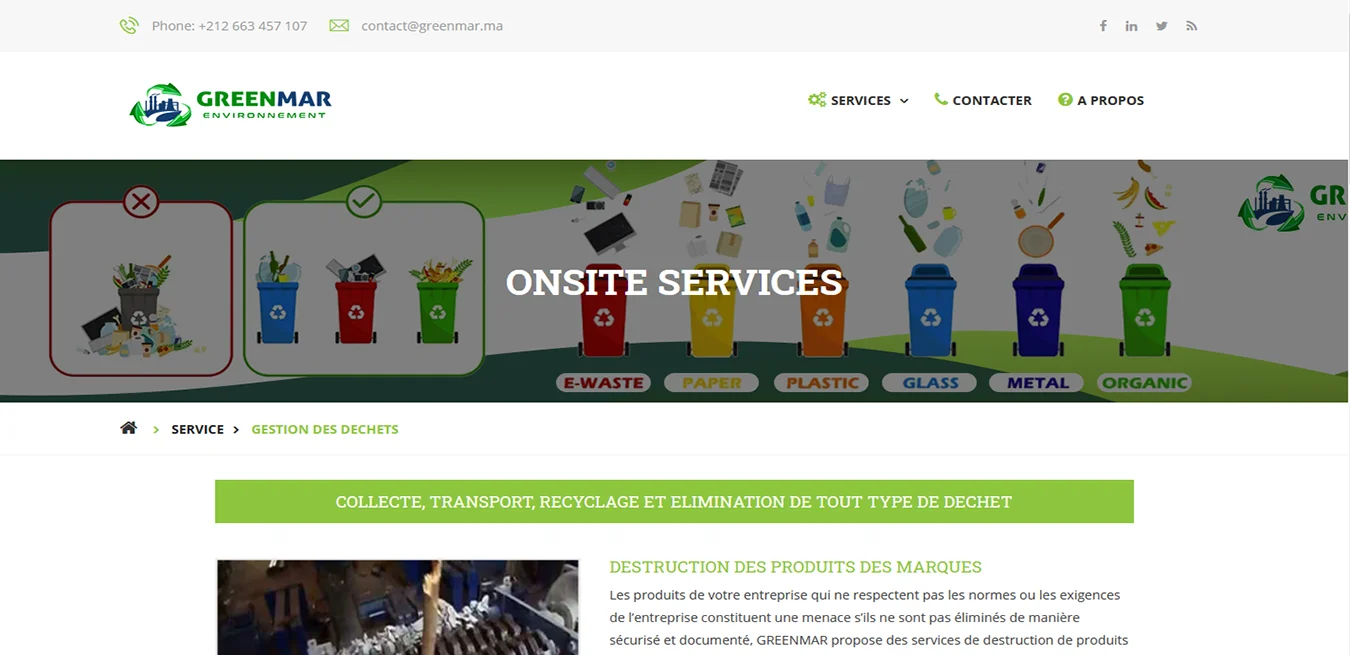 Phone: +212 663 457 107
contact@greenmar.ma
GREENMAR
ENVIRONNEMENT
SERVICES
CONTACTER
A PROPOS
GR
ENV
ONSITE SERVICES
E-WASTE
PAPER
PLASTIC
GLASS
METAL
ORGANIC
SERVICE
GESTION DES DECHETS
COLLECTE, TRANSPORT, RECYCLAGE ET ELIMINATION DE TOUT TYPE DE DECHET
DESTRUCTION DES PRODUITS DES MARQUES
Les produits de votre entreprise qui ne respectent pas les normes ou les exigences
de l’entreprise constituent une menace s’ils ne sont pas éliminés de manière
sécurisé et documenté, GREENMAR propose des services de destruction de produits